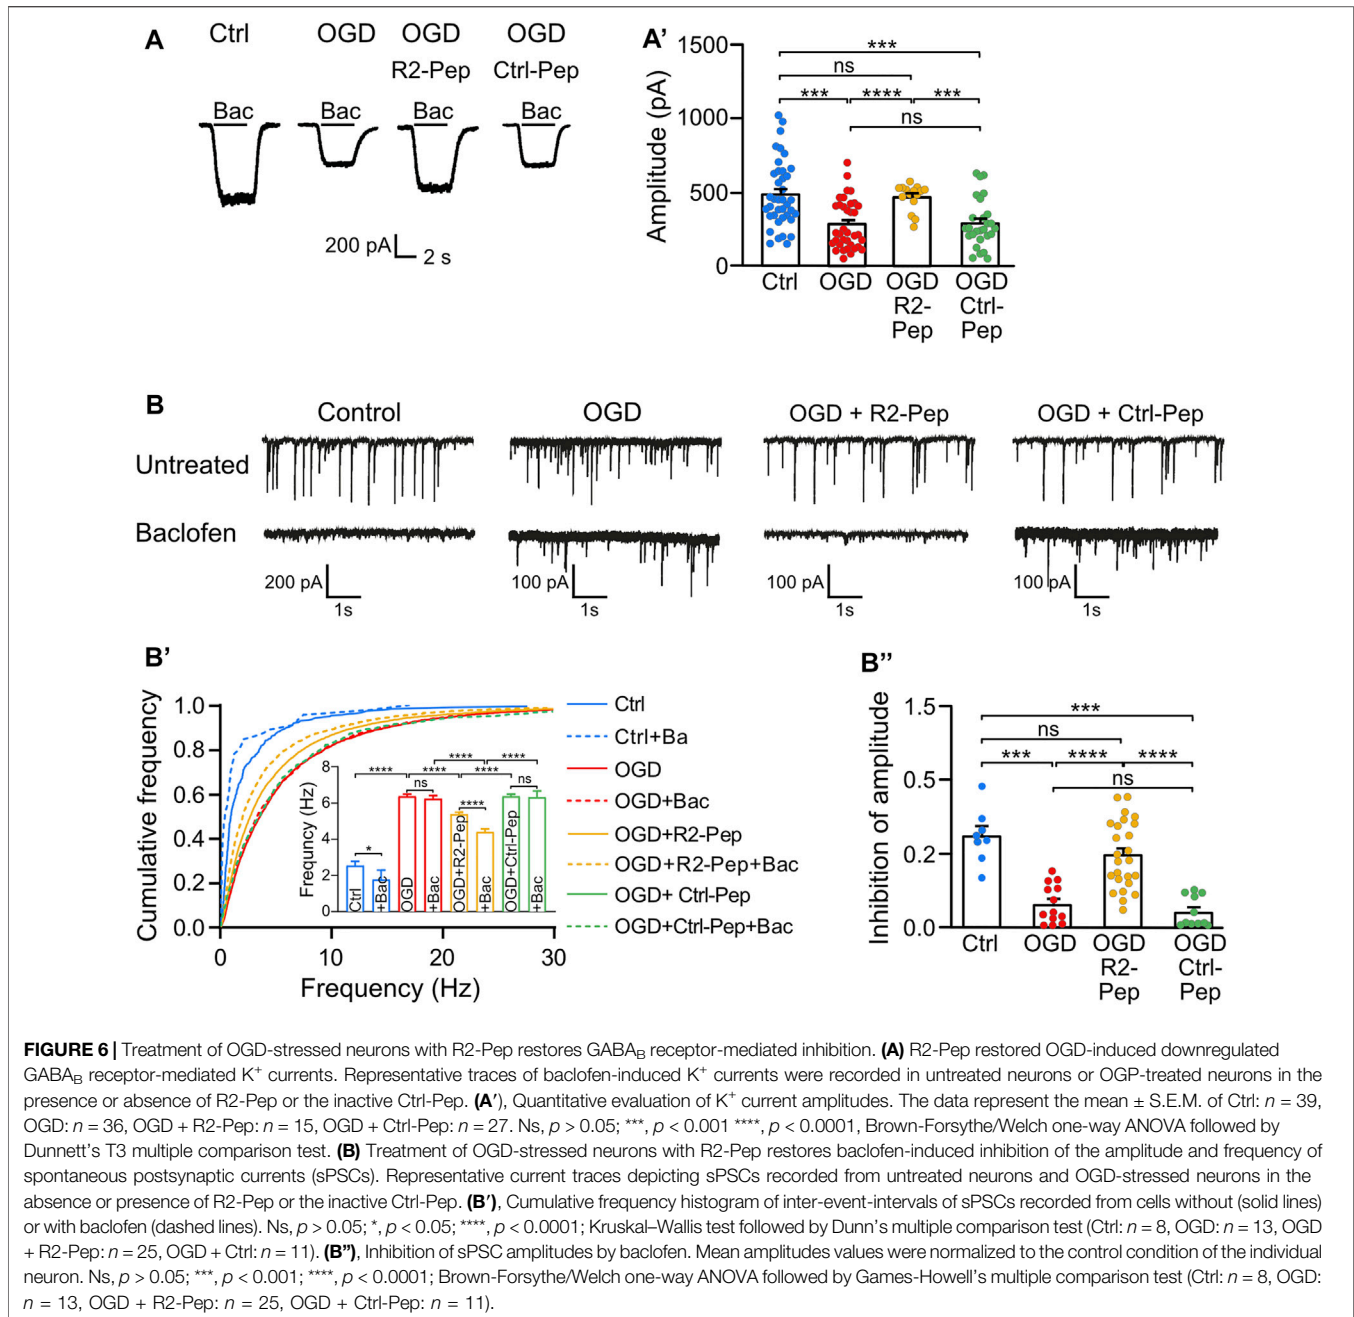 A
Ctrl OGD OGD OGD
R2-Pep Ctrl-Pep
Bac Bac Bac Bac
200 pA 2 s
A′
Amplitude (pA)
1500
1000
500
0
***
ns
*** **** ***
ns
Ctrl OGD OGD OGD
R2- Ctrl-
Pep Pep
B
Control OGD OGD + R2-Pep OGD + Ctrl-Pep
Untreated
Baclofen
200 pA 100 pA 100 pA 100 pA
1s 1s 1s 1s
B′
Cumulative frequency
1.0
0.8
0.6
0.4
0.2
0.0
0 10 20 30
Frequency (Hz)
Frequncy (Hz)
8
6
4
2
0
**** ****
**** **** ****
ns **** ns
*
Ctrl +Bac OGD +Bac OGD+R2-Pep +Bac OGD+Ctrl-Pep +Bac
Ctrl
Ctrl+Ba
OGD
OGD+Bac
OGD+R2-Pep
OGD+R2-Pep+Bac
OGD+ Ctrl-Pep
OGD+Ctrl-Pep+Bac
B”
Inhibition of amplitude
1.5
0.5
0.2
0.0
***
ns
*** **** ****
ns
Ctrl OGD OGD OGD
R2- Ctrl-
Pep Pep
FIGURE 6 | Treatment of OGD-stressed neurons with R2-Pep restores GABAB receptor-mediated inhibition. (A) R2-Pep restored OGD-induced downregulated
GABAB receptor-mediated K+ currents. Representative traces of baclofen-induced K+ currents were recorded in untreated neurons or OGP-treated neurons in the
presence or absence of R2-Pep or the inactive Ctrl-Pep. (A′), Quantitative evaluation of K+ current amplitudes. The data represent the mean ± S.E.M. of Ctrl: n = 39,
OGD: n = 36, OGD + R2-Pep: n = 15, OGD + Ctrl-Pep: n = 27. Ns, p > 0.05; ***, p < 0.001 ****, p < 0.0001, Brown-Forsythe/Welch one-way ANOVA followed by
Dunnett’s T3 multiple comparison test. (B) Treatment of OGD-stressed neurons with R2-Pep restores baclofen-induced inhibition of the amplitude and frequency of
spontaneous postsynaptic currents (sPSCs). Representative current traces depicting sPSCs recorded from untreated neurons and OGD-stressed neurons in the
absence or presence of R2-Pep or the inactive Ctrl-Pep. (B′), Cumulative frequency histogram of inter-event-intervals of sPSCs recorded from cells without (solid lines)
or with baclofen (dashed lines). Ns, p > 0.05; *, p < 0.05; ****, p < 0.0001; Kruskal–Wallis test followed by Dunn’s multiple comparison test (Ctrl: n = 8, OGD: n = 13, OGD
+ R2-Pep: n = 25, OGD + Ctrl: n = 11). (B”), Inhibition of sPSC amplitudes by baclofen. Mean amplitudes values were normalized to the control condition of the individual
neuron. Ns, p > 0.05; ***, p < 0.001; ****, p < 0.0001; Brown-Forsythe/Welch one-way ANOVA followed by Games-Howell’s multiple comparison test (Ctrl: n = 8, OGD:
n = 13, OGD + R2-Pep: n = 25, OGD + Ctrl-Pep: n = 11).